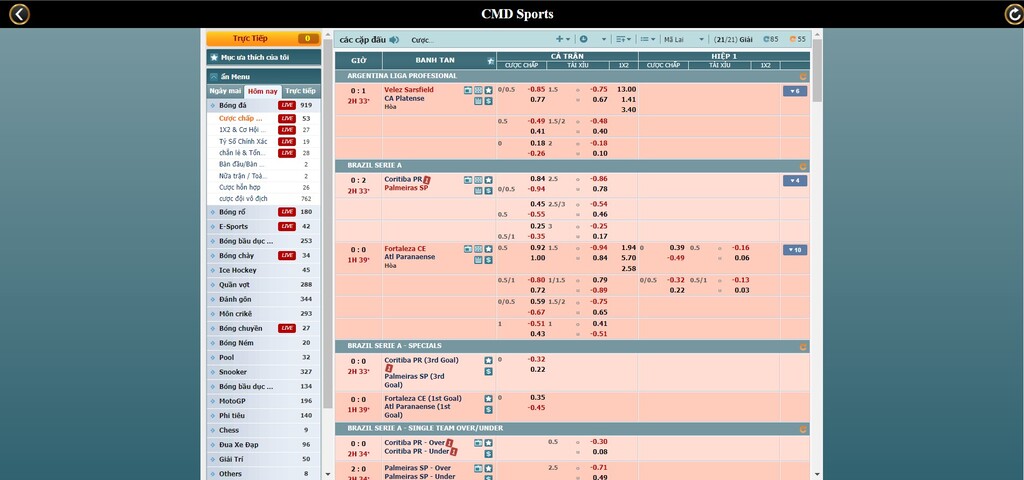 CMD Sports
Trực Tiếp 0
Mục ưa thích của tôi
ẩn Menu
Ngày mai Hôm nay Trực tiếp
Bóng đá LIVE 919
Cược chấp ... LIVE 53
1X2 & Cơ Hội ... LIVE 27
Tỷ Số Chính Xác LIVE 19
chẵn lẻ & Tổn... LIVE 28
Bàn đầu/Bàn ... 2
Nửa trận / Toà... 2
Cược hỗn hợp 26
cược đội vô địch 762
Bóng rổ LIVE 180
E-Sports LIVE 42
Bóng bầu dục ... 253
Bóng chày LIVE 34
Ice Hockey 45
Quần vợt 288
Đánh gôn 344
Môn crikê 293
Bóng chuyền LIVE 27
Bóng Ném 20
Pool 32
Snooker 327
Bóng bầu dục ... 134
MotoGP 196
Phi tiêu 140
Chess 9
Đua Xe Đạp 96
Giải Trí 50
Others 8
các cặp đấu Cược... Mã Lai (21/21) Giải 85 55
GIỜ BANH TAN CẢ TRẬN HIỆP 1
CƯỢC CHẤP TÀI XỈU 1X2 CƯỢC CHẤP TÀI XỈU 1X2
ARGENTINA LIGA PROFESIONAL
0 : 1 Velez Sarsfield 0/0.5 -0.85 1.5 -0.75 13.00 6
2H 33' CA Platense 0.77 0.67 1.41
Hòa 3.40
0.5 -0.49 1.5/2 -0.48
0.41 0.40
0 0.18 2 -0.18
-0.26 0.10
BRAZIL SERIE A
0 : 2 Coritiba PR 1 0.84 2.5 -0.86 4
2H 33' Palmeiras SP 0/0.5 -0.94 0.78
0.45 2.5/3 -0.54
0.5 -0.55 0.46
0.25 3 -0.25
0.5/1 -0.35 0.17
0 : 0 Fortaleza CE 0.5 0.92 1.5 -0.94 1.94 0 0.39 0.5 -0.16 10
1H 39' Atl Paranaense 1.00 0.84 5.70 -0.49 0.06
Hòa 2.58
0.5/1 -0.80 1/1.5 0.79 0/0.5 -0.32 0.5/1 -0.13
0.72 -0.89 0.22 0.03
0/0.5 0.59 1.5/2 -0.75
-0.67 0.65
1 -0.51 1 0.41
0.43 -0.51
BRAZIL SERIE A - SPECIALS
0 : 0 Coritiba PR (3rd Goal) 0 -0.32
2H 33' 1 0.22
Palmeiras SP (3rd
Goal)
0 : 0 Fortaleza CE (1st Goal) 0 0.35
1H 39' Atl Paranaense (1st -0.45
Goal)
BRAZIL SERIE A - SINGLE TEAM OVER/UNDER
0 : 0 Coritiba PR - Over 1 0.5 -0.30
2H 34' Coritiba PR - Under 1 0.08
2 : 0 Palmeiras SP - Over 2.5 -0.71
2H 34' Palmeiras SP - Under 0.49